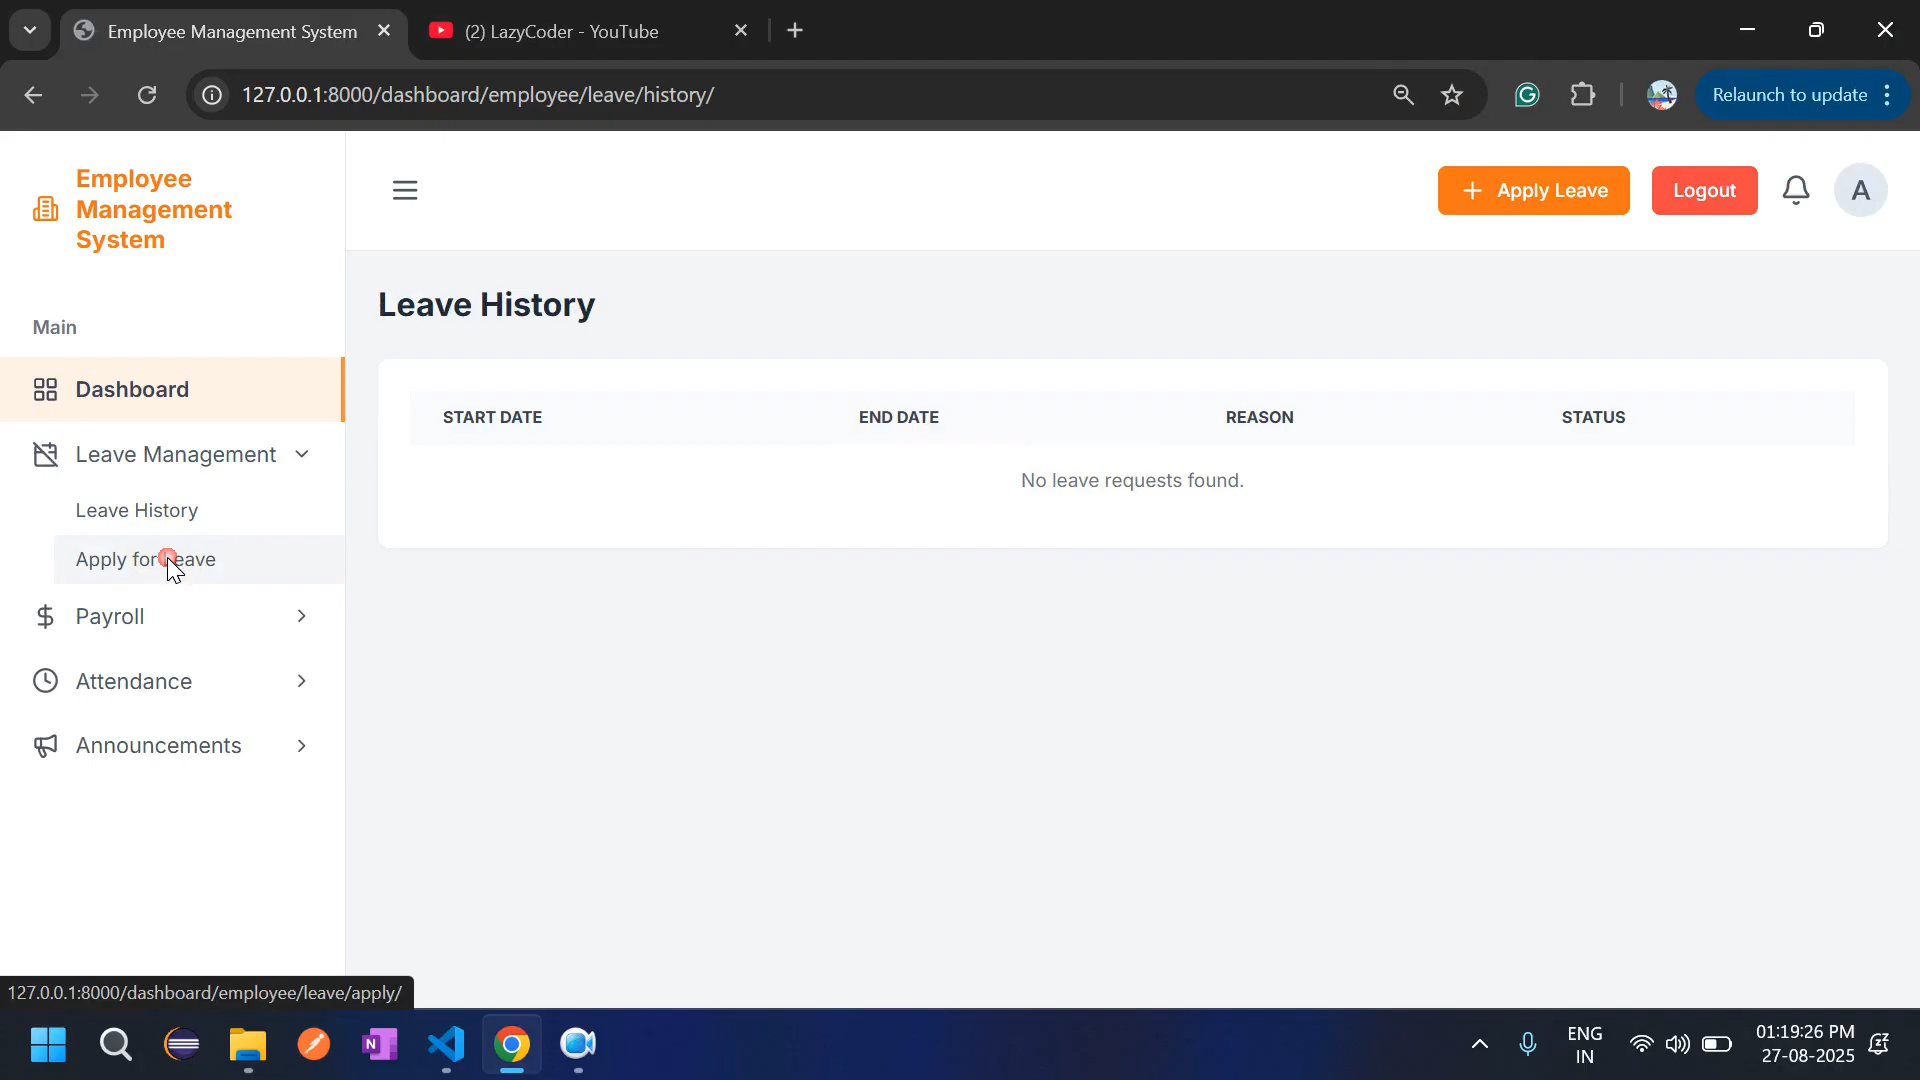 Employee Management System
(2) LazyCoder - YouTube
127.0.0.1:8000/dashboard/employee/leave/history/
Relaunch to update
Employee
Management
System
Apply Leave
Logout
A
Main
Dashboard
Leave Management
Leave History
Apply for Leave
Payroll
Attendance
Announcements
Leave History
START DATE
END DATE
REASON
STATUS
No leave requests found.
127.0.0.1:8000/dashboard/employee/leave/apply/
ENG
IN
01:19:26 PM
27-08-2025